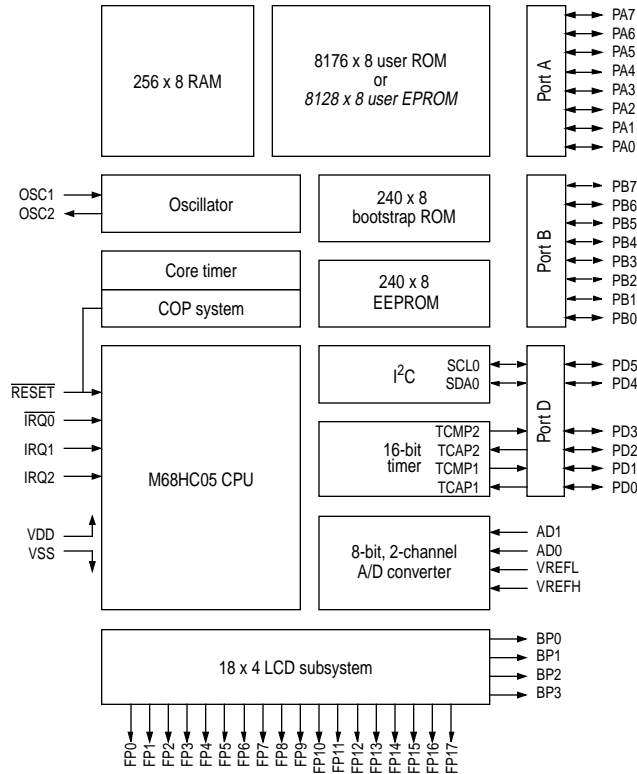 256 x 8 RAM
8176 x 8 user ROM
or
8128 x 8 user EPROM
Port A
PA7
PA6
PA5
PA4
PA3
PA2
PA1
PA0
OSC1
OSC2
Oscillator
240 x 8
bootstrap ROM
Port B
PB7
PB6
PB5
PB4
PB3
PB2
PB1
PB0
Core timer
COP system
240 x 8
EEPROM
RESET
IRQ0
IRQ1
IRQ2
VDD
VSS
M68HC05 CPU
I²C
SCL0
SDA0
Port D
PD5
PD4
16-bit
timer
TCMP2
TCAP2
TCMP1
TCAP1
PD3
PD2
PD1
PD0
8-bit, 2-channel
A/D converter
AD1
AD0
VREFL
VREFH
18 x 4 LCD subsystem
BP0
BP1
BP2
BP3
FP0
FP1
FP2
FP3
FP4
FP5
FP6
FP7
FP8
FP9
FP10
FP11
FP12
FP13
FP14
FP15
FP16
FP17